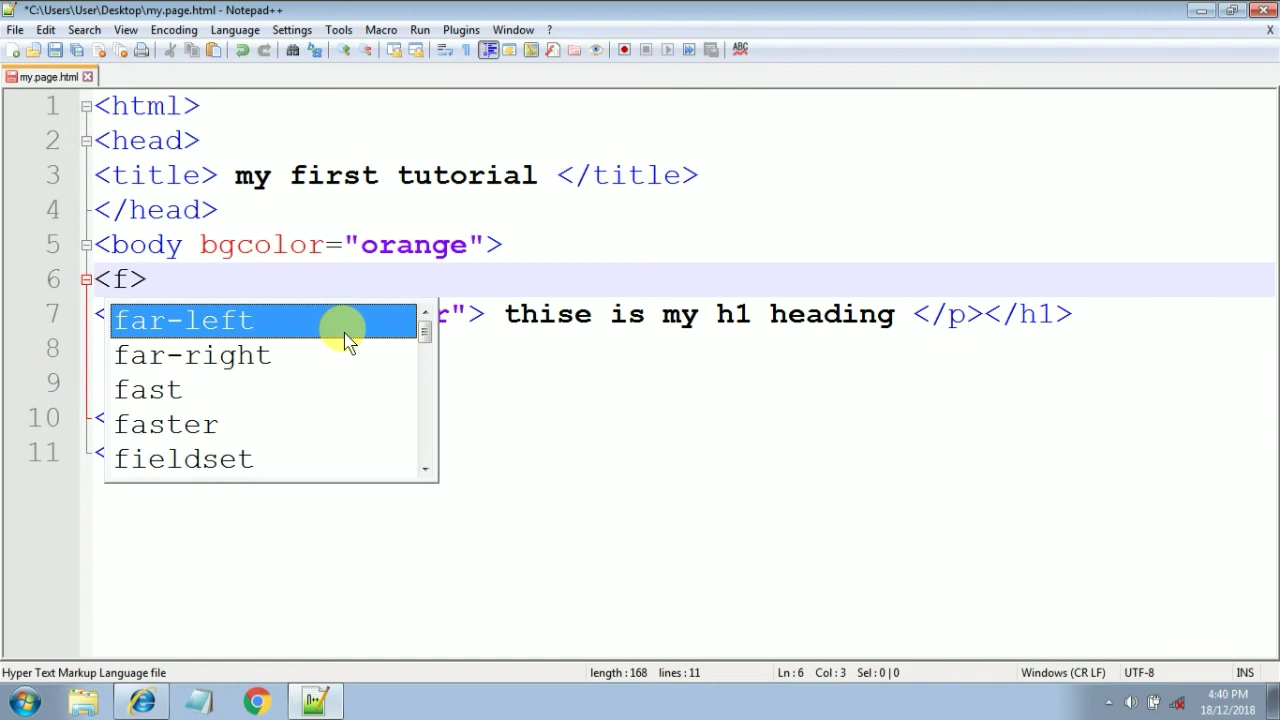 *C:\Users\User\Desktop\my.page.html - Notepad++
File Edit Search View Encoding Language Settings Tools Macro Run Plugins Window ? X
ABC
my.page.html
1 <html>
2 <head>
3 <title> my first tutorial </title>
4 </head>
5 <body bgcolor="orange">
6 <f>
7 < r"> thise is my h1 heading </p></h1>
8
9
10 <
11 <
far-left
far-right
fast
faster
fieldset
Hyper Text Markup Language file length : 168 lines : 11 Ln : 6 Col : 3 Sel : 0 | 0 Windows (CR LF) UTF-8 INS
4:40 PM
18/12/2018